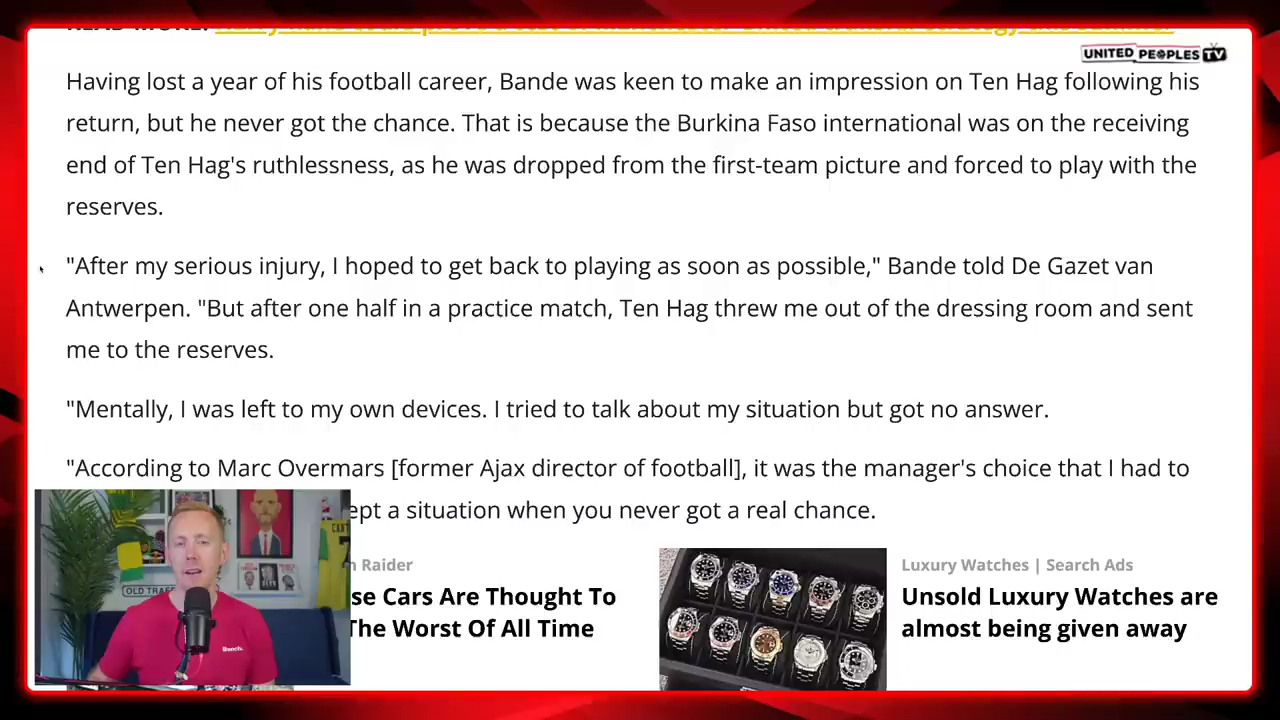 UNITED PEOPLES TV
Having lost a year of his football career, Bande was keen to make an impression on Ten Hag following his
return, but he never got the chance. That is because the Burkina Faso international was on the receiving
end of Ten Hag's ruthlessness, as he was dropped from the first-team picture and forced to play with the
reserves.
"After my serious injury, I hoped to get back to playing as soon as possible," Bande told De Gazet van
Antwerpen. "But after one half in a practice match, Ten Hag threw me out of the dressing room and sent
me to the reserves.
"Mentally, I was left to my own devices. I tried to talk about my situation but got no answer.
"According to Marc Overmars [former Ajax director of football], it was the manager's choice that I had to
ept a situation when you never got a real chance.
n Raider
se Cars Are Thought To
The Worst Of All Time
Luxury Watches | Search Ads
Unsold Luxury Watches are
almost being given away
OLD TRAF
CANT
Bench.